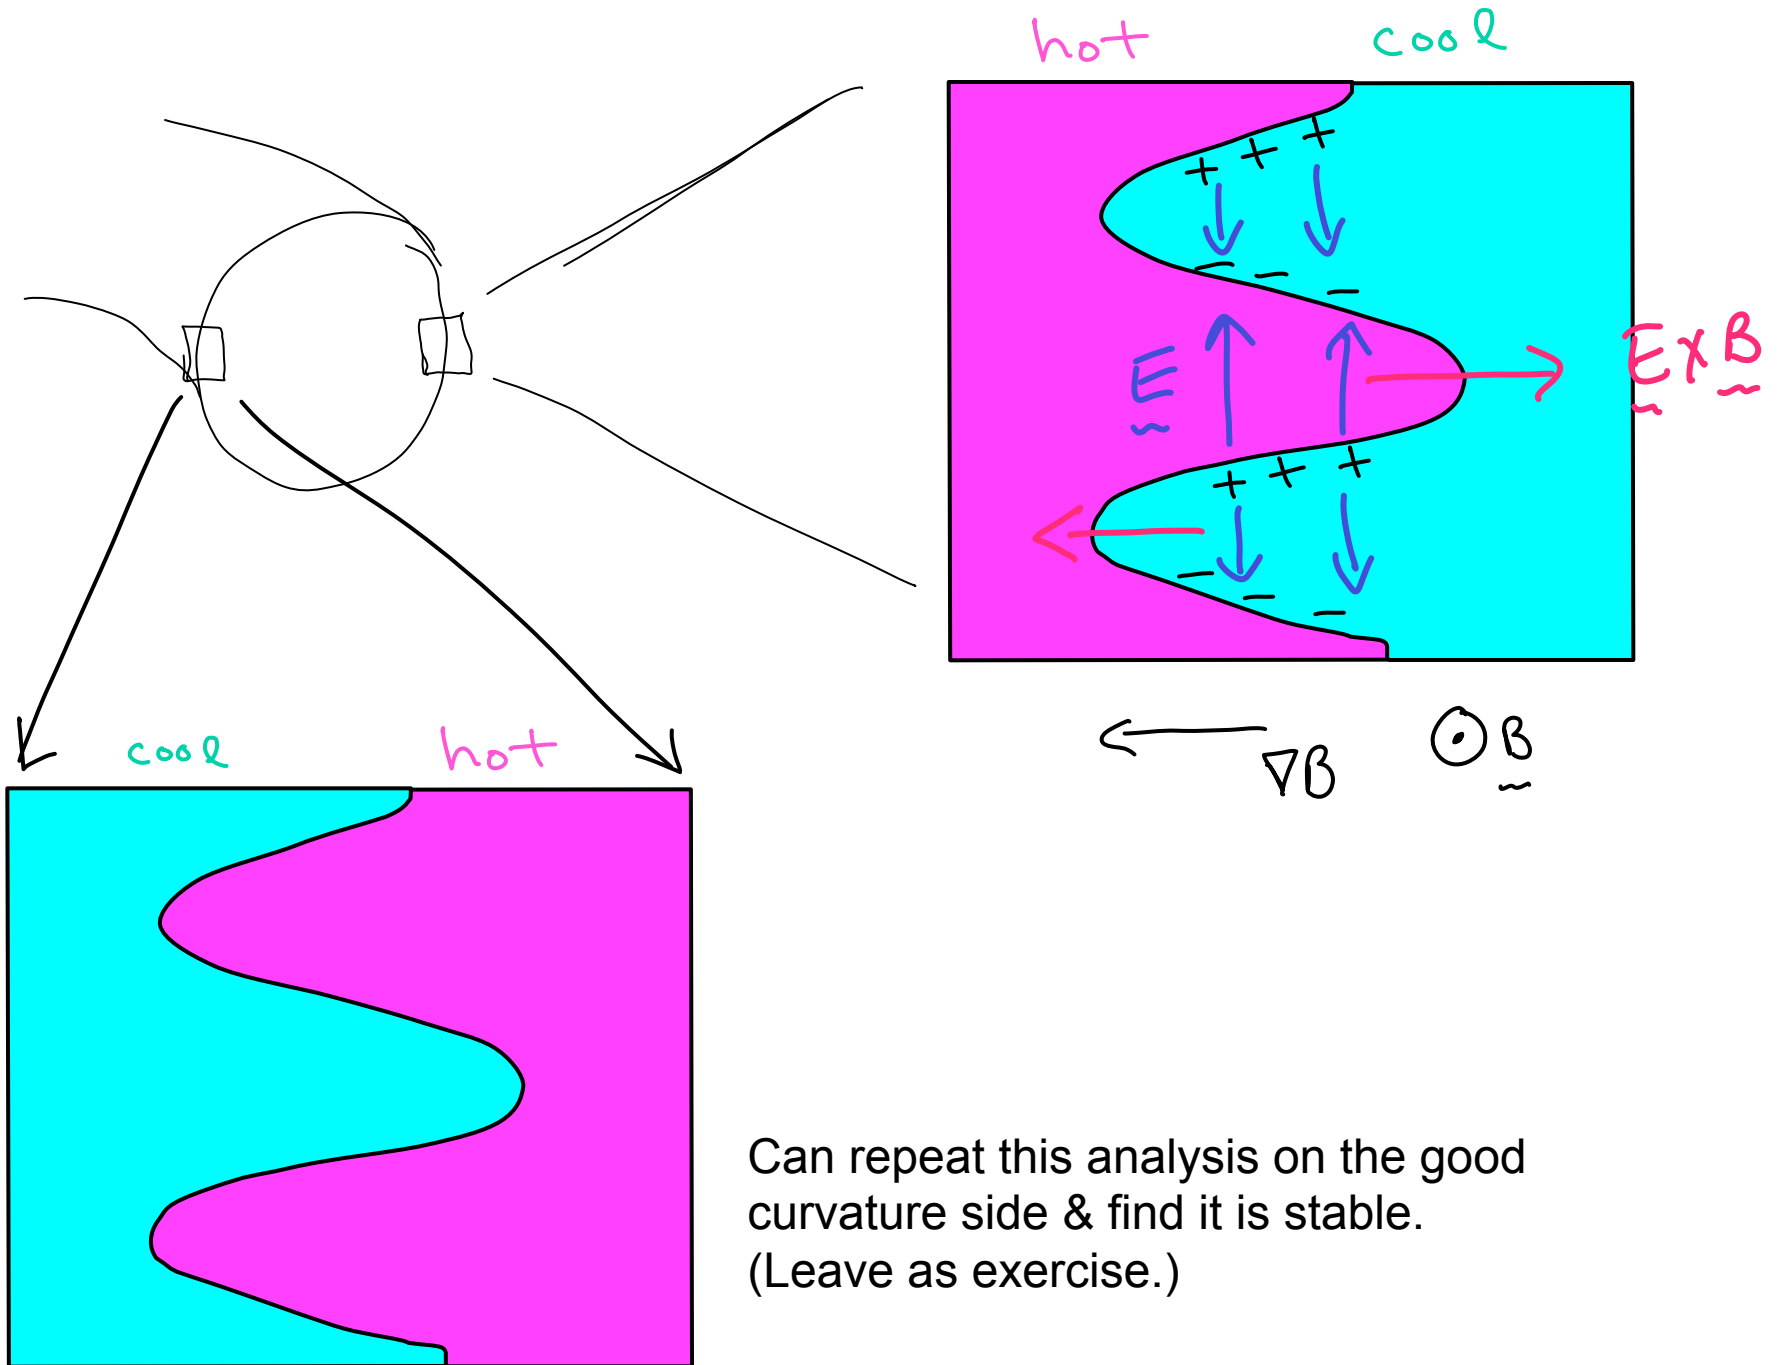 hot cool
+ + +
− − −
E
E × B
+ + +
− − −
∇B
⊙ B
cool hot
Can repeat this analysis on the good
curvature side & find it is stable.
(Leave as exercise.)